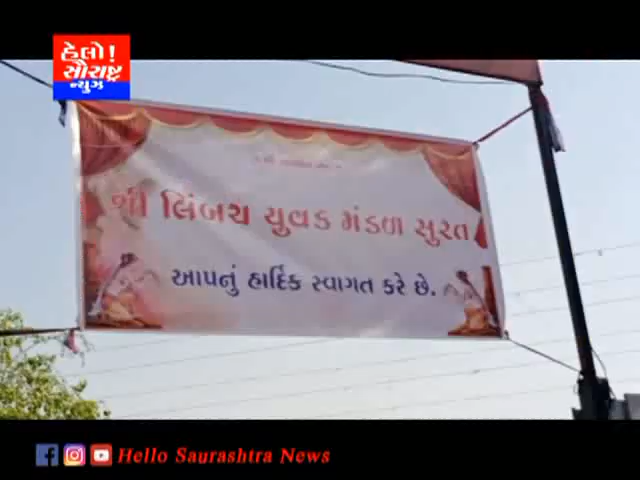 હેલો!
સૌરાષ્ટ્ર
ન્યુઝ
શ્રી લિંબચ યુવક મંડળ સુરત
આપનું હાર્દિક સ્વાગત કરે છે.
Hello Saurashtra News